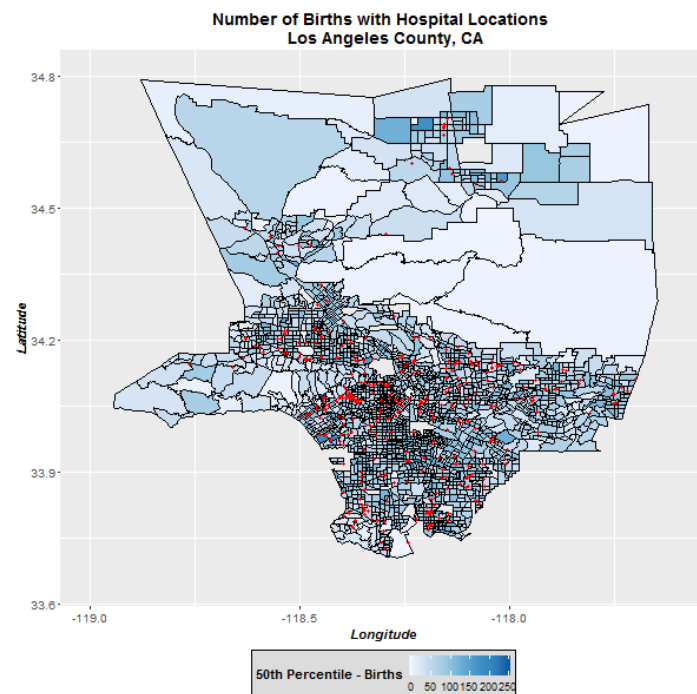 Number of Births with Hospital Locations
Los Angeles County, CA
34.8
34.5
34.2
33.9
33.6
Latitude
-119.0
-118.5
-118.0
Longitude
50th Percentile - Births
0 50 100 150 200 250